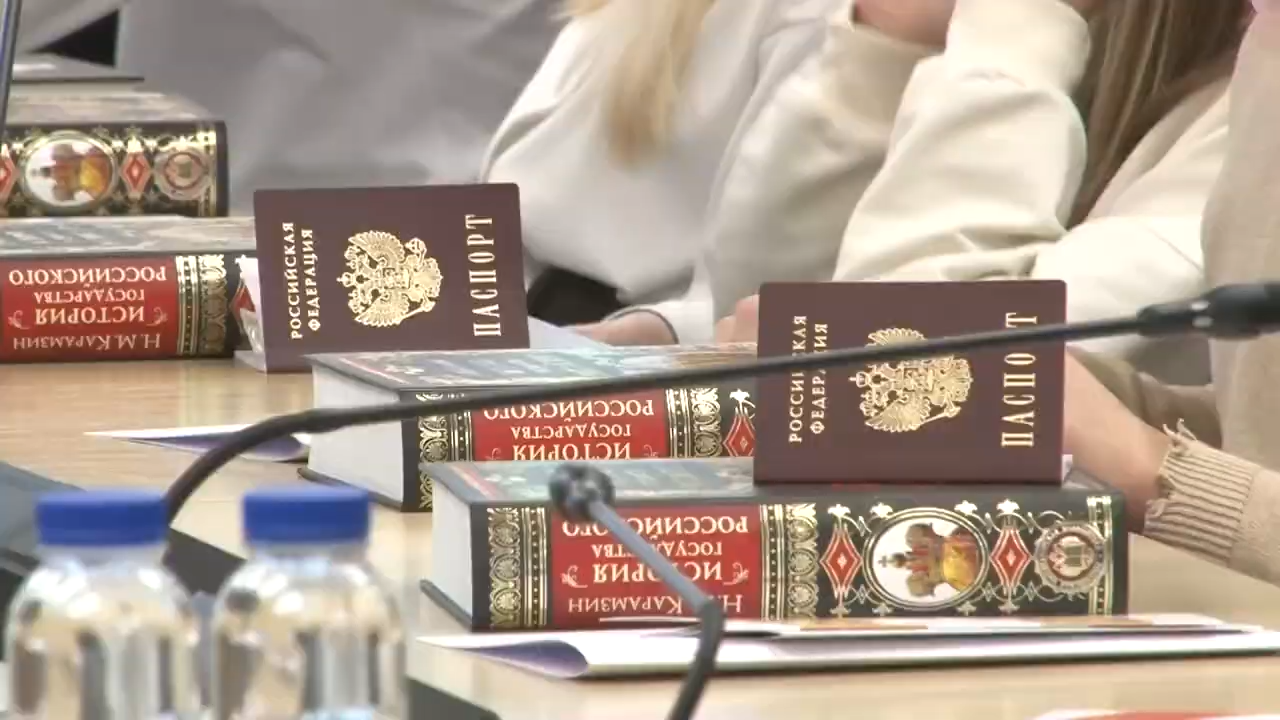 РОССИЙСКАЯ
ФЕДЕРАЦИЯ
ПАСПОРТ
Н.М.КАРАМЗИН
ИСТОРИЯ
ГОСУДАРСТВА
РОССИЙСКОГО
РОССИЙСКАЯ
ФЕДЕРАЦИЯ
ПАСПОРТ
ИСТОРИЯ
ГОСУДАРСТВА
РОССИЙСКОГО
Н.М.КАРАМЗИН
ИСТОРИЯ
ГОСУДАРСТВА
РОССИЙСКОГО